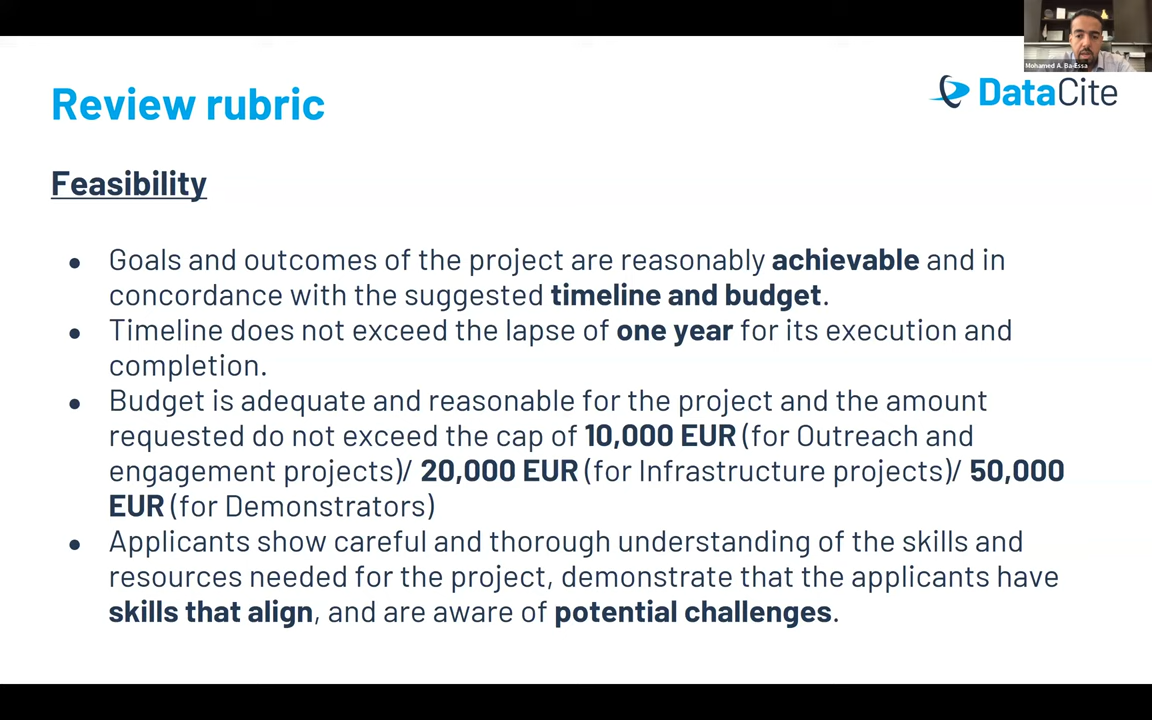 Mohamed A. Ba-Essa
Review rubric
DataCite
Feasibility
● Goals and outcomes of the project are reasonably achievable and in
concordance with the suggested timeline and budget.
● Timeline does not exceed the lapse of one year for its execution and
completion.
● Budget is adequate and reasonable for the project and the amount
requested do not exceed the cap of 10,000 EUR (for Outreach and
engagement projects)/ 20,000 EUR (for Infrastructure projects)/ 50,000
EUR (for Demonstrators)
● Applicants show careful and thorough understanding of the skills and
resources needed for the project, demonstrate that the applicants have
skills that align, and are aware of potential challenges.